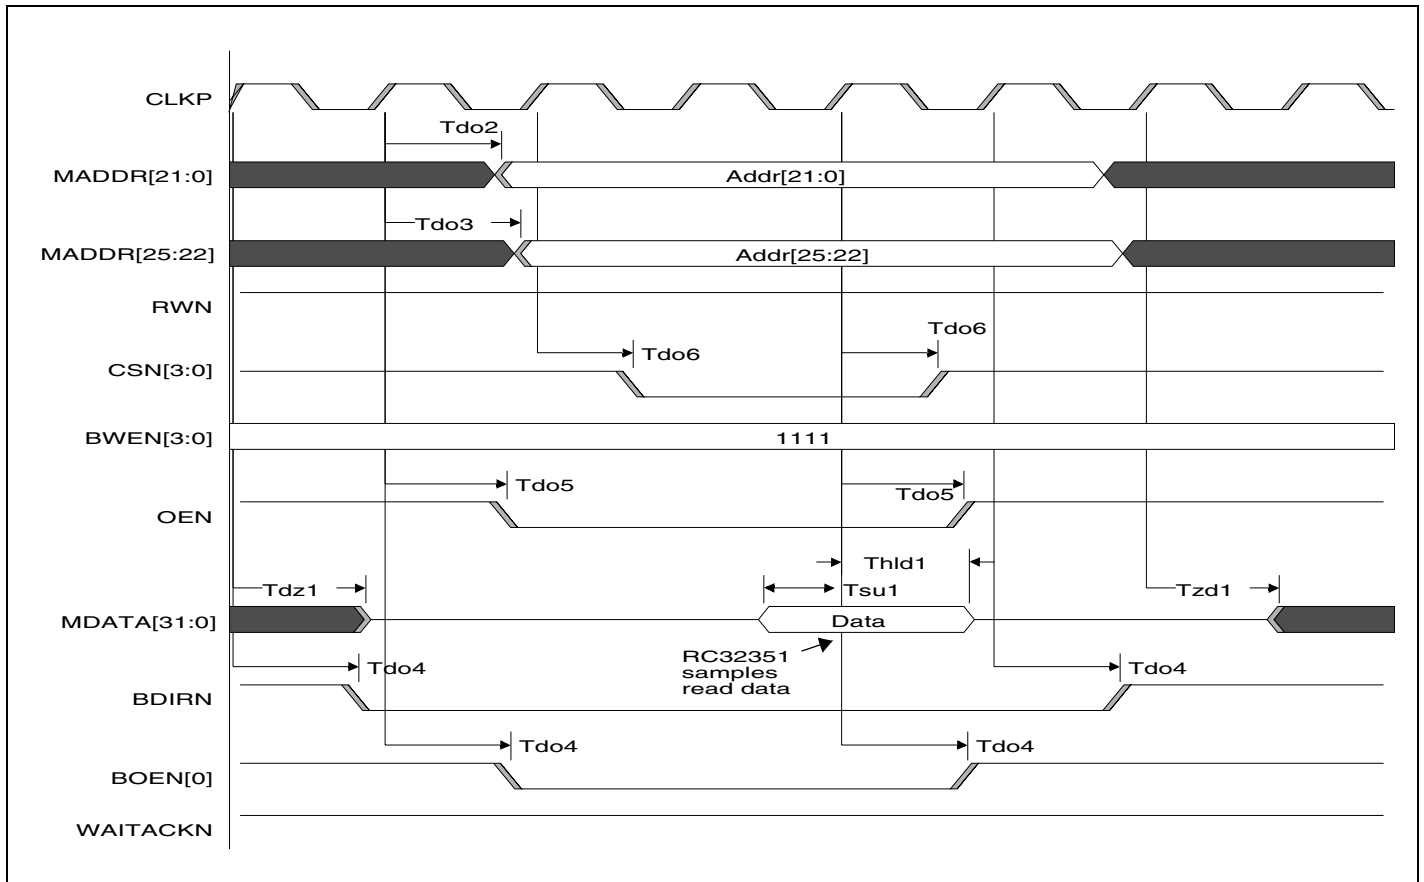 CLKP
Tdo2
MADDR[21:0]
Addr[21:0]
Tdo3
MADDR[25:22]
Addr[25:22]
RWN
Tdo6
Tdo6
CSN[3:0]
BWEN[3:0]
1111
Tdo5
Tdo5
OEN
Thld1
Tdz1
Tsu1
Tzd1
MDATA[31:0]
Data
RC32351
samples
read data
Tdo4
Tdo4
BDIRN
Tdo4
Tdo4
BOEN[0]
WAITACKN